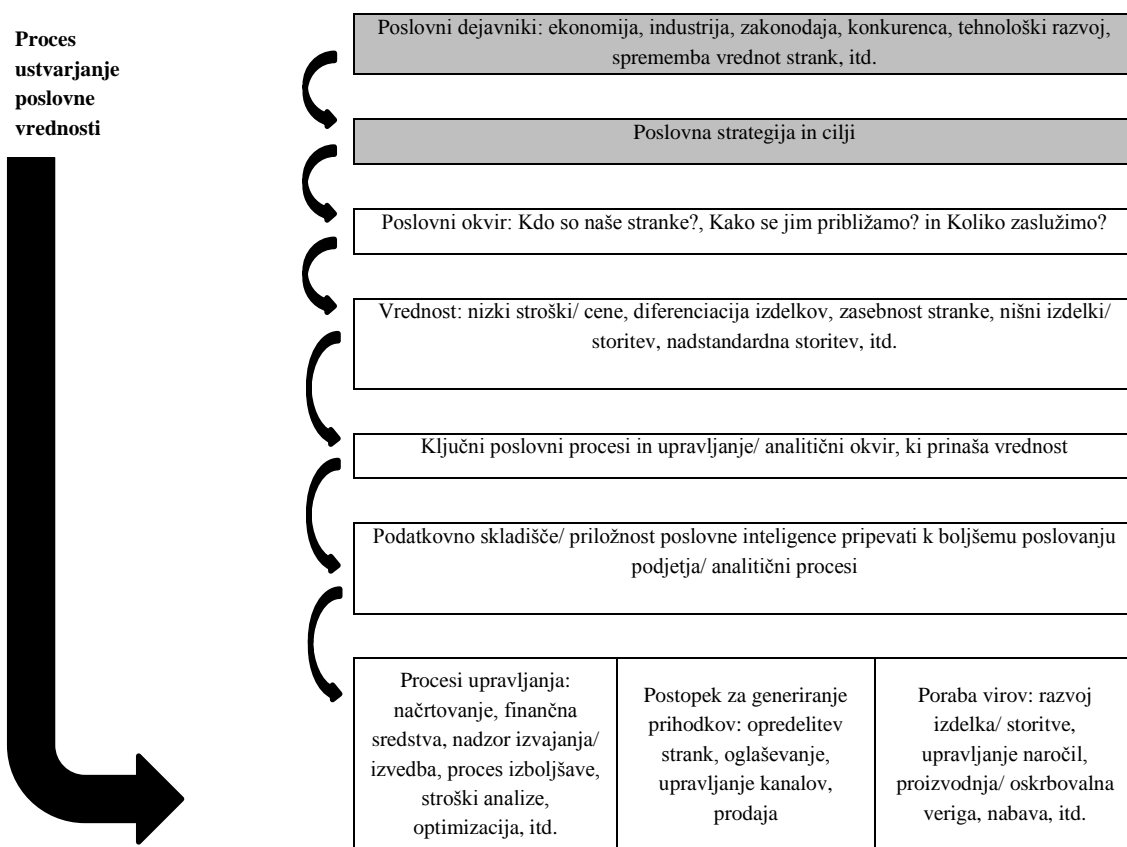 Proces
ustvarjanje
poslovne
vrednosti
Poslovni dejavniki: ekonomija, industrija, zakonodaja, konkurenca, tehnološki razvoj,
sprememba vrednot strank, itd.
Poslovna strategija in cilji
Poslovni okvir: Kdo so naše stranke?, Kako se jim približamo? in Koliko zaslužimo?
Vrednost: nizki stroški/ cene, diferenciacija izdelkov, zasebnost stranke, nišni izdelki/
storitev, nadstandardna storitev, itd.
Ključni poslovni procesi in upravljanje/ analitični okvir, ki prinaša vrednost
Podatkovno skladišče/ priložnost poslovne inteligence pripevati k boljšemu poslovanju
podjetja/ analitični procesi
Procesi upravljanja:
načrtovanje, finančna
sredstva, nadzor izvajanja/
izvedba, proces izboljšave,
stroški analize,
optimizacija, itd.
Postopek za generiranje
prihodkov: opredelitev
strank, oglaševanje,
upravljanje kanalov,
prodaja
Poraba virov: razvoj
izdelka/ storitve,
upravljanje naročil,
proizvodnja/ oskrbovalna
veriga, nabava, itd.